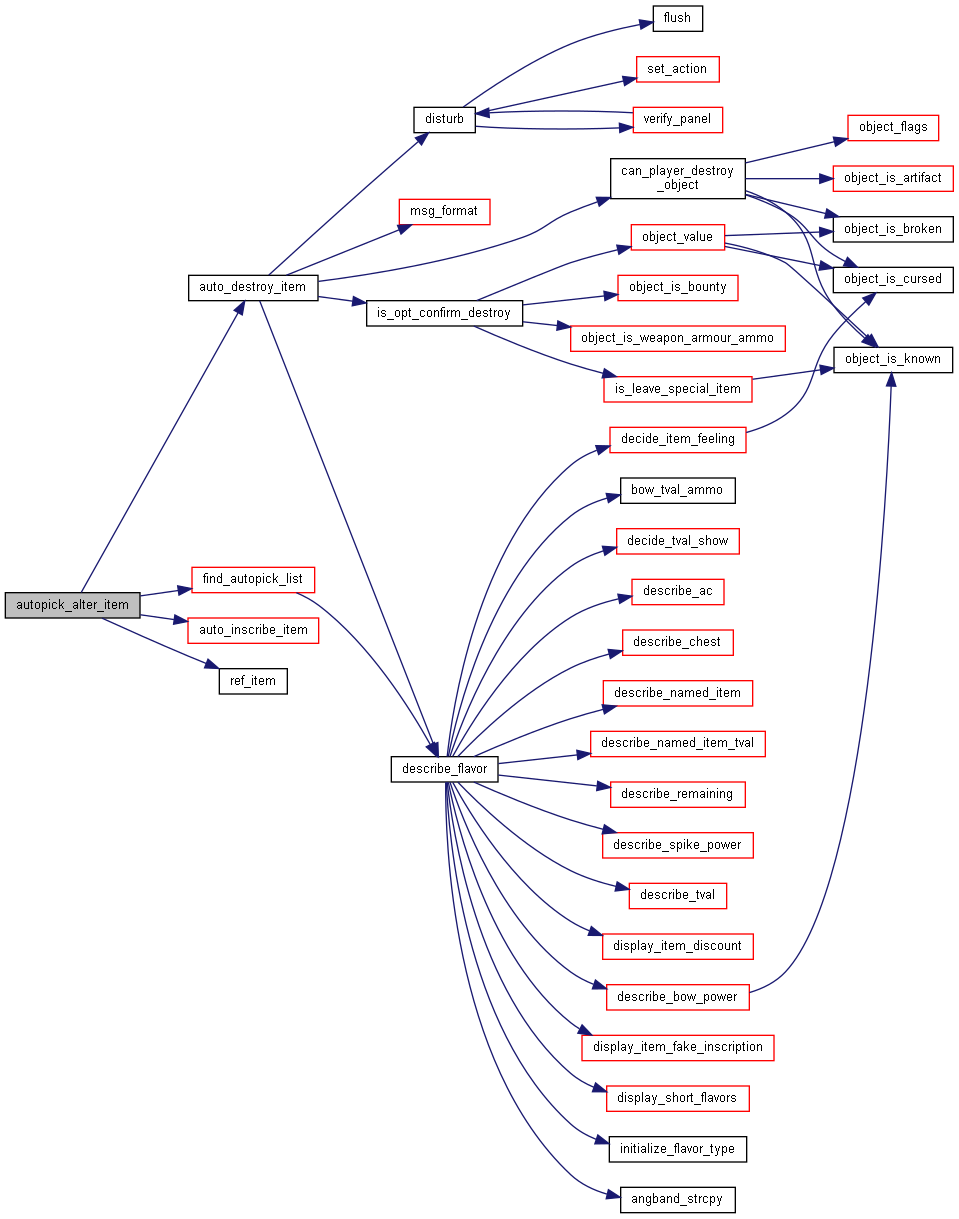 flush
set_action
disturb
verify_panel
object_flags
can_player_destroy
_object
object_is_artifact
msg_format
object_is_broken
object_value
object_is_cursed
auto_destroy_item
object_is_bounty
is_opt_confirm_destroy
object_is_weapon_armour_ammo
object_is_known
is_leave_special_item
decide_item_feeling
bow_tval_ammo
decide_tval_show
find_autopick_list
describe_ac
autopick_alter_item
auto_inscribe_item
describe_chest
ref_item
describe_named_item
describe_named_item_tval
describe_flavor
describe_remaining
describe_spike_power
describe_tval
display_item_discount
describe_bow_power
display_item_fake_inscription
display_short_flavors
initialize_flavor_type
angband_strcpy